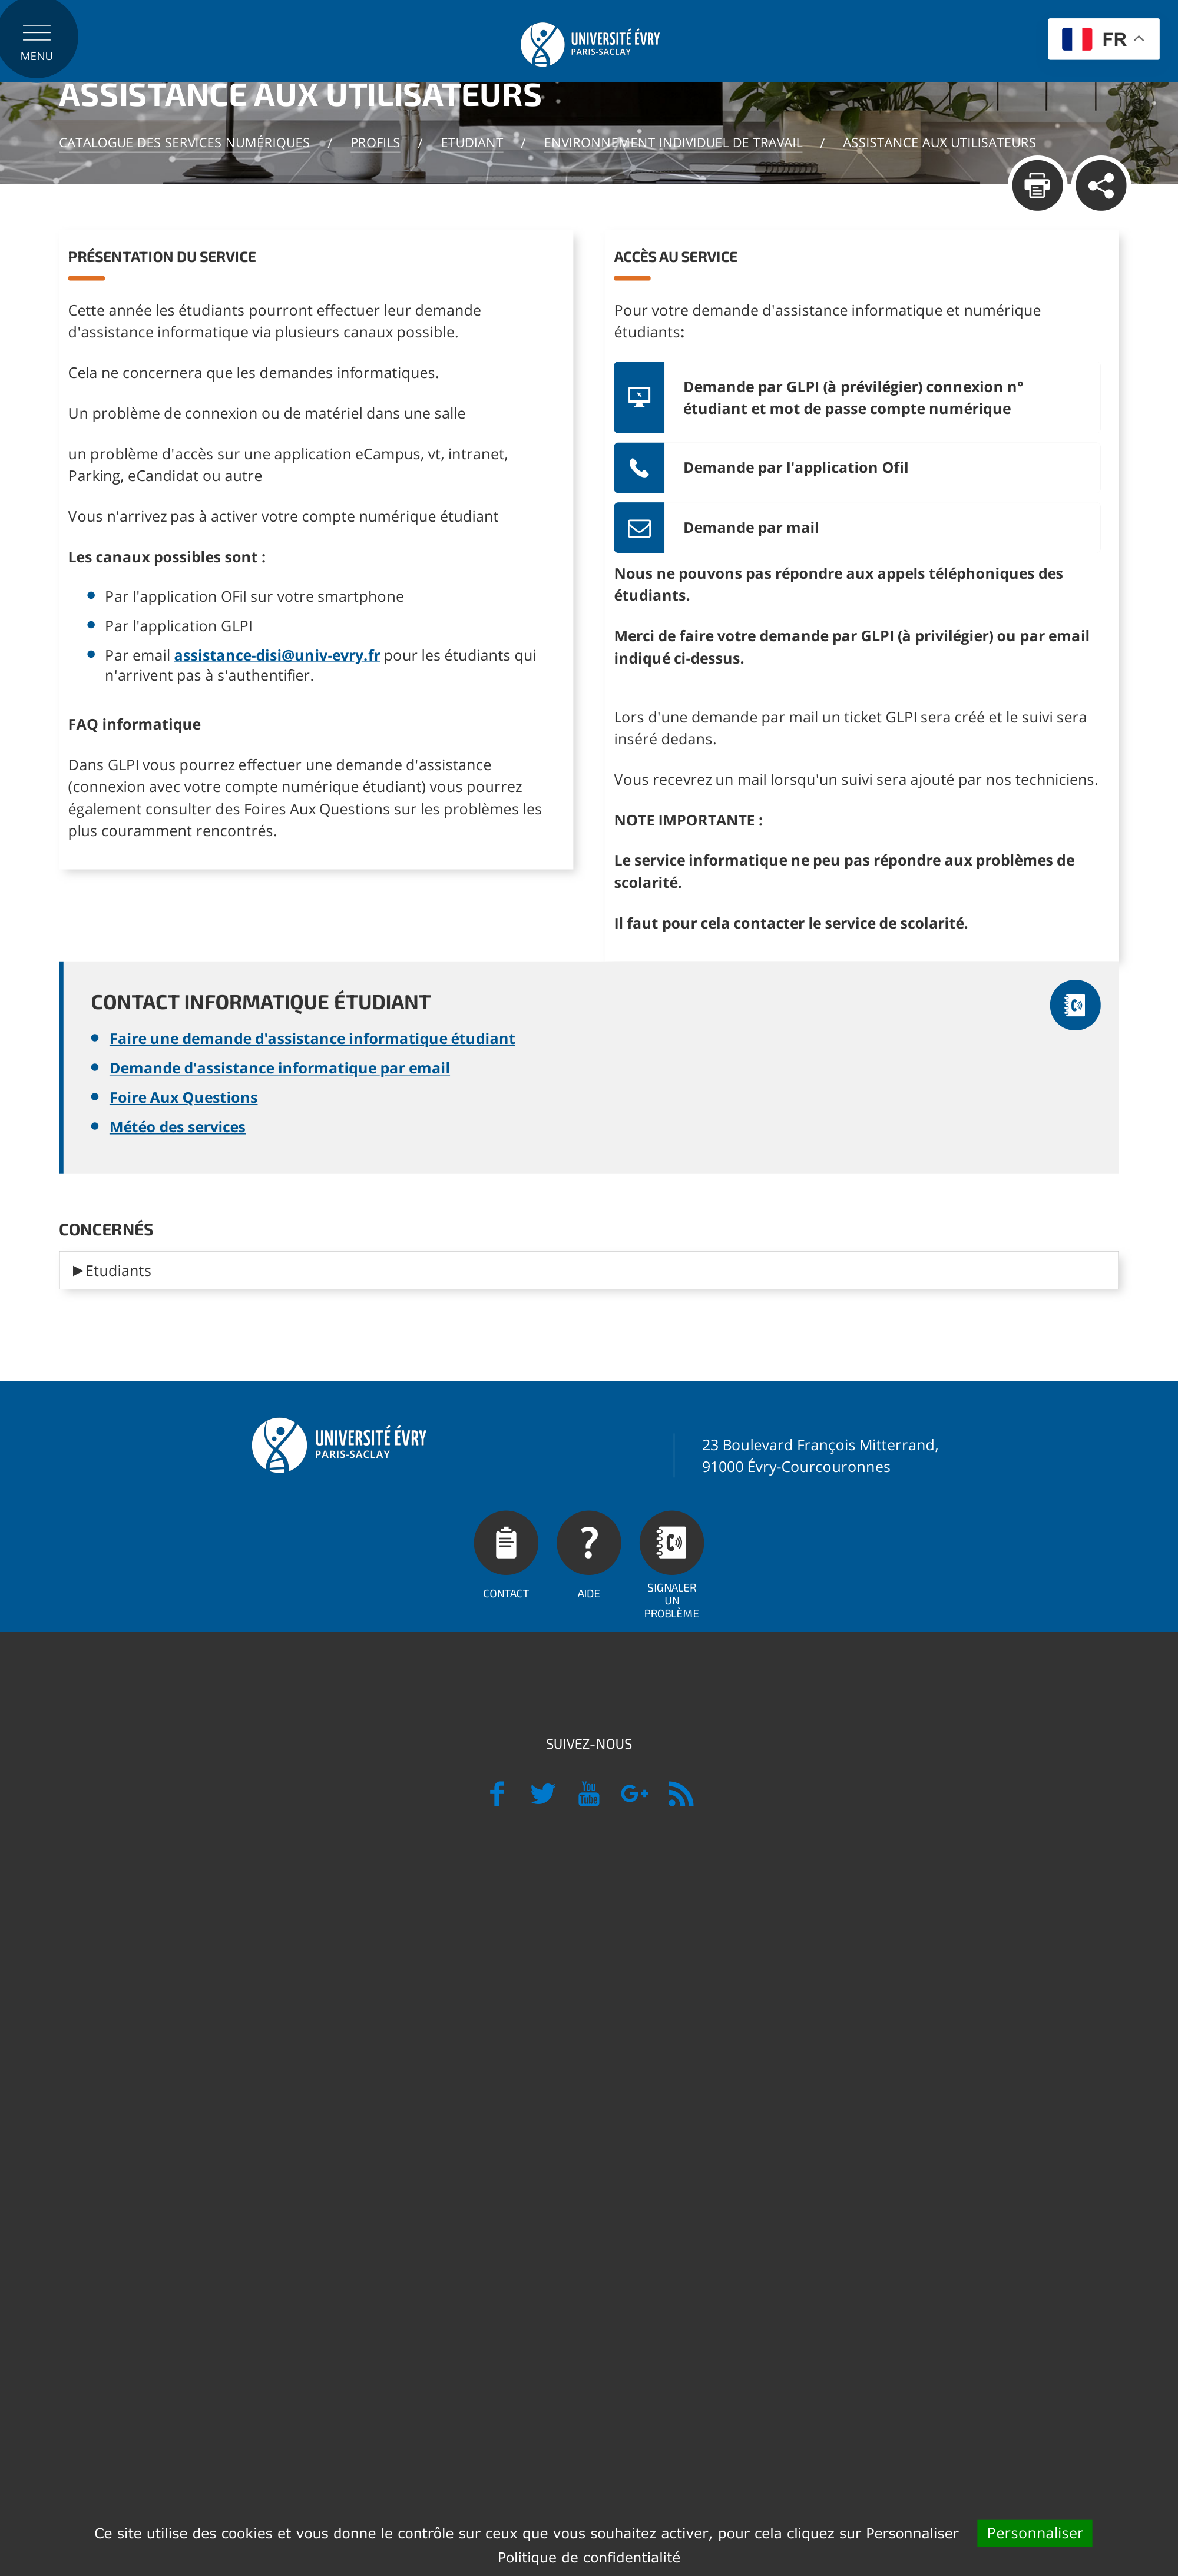 MENU
UNIVERSITÉ ÉVRY
PARIS-SACLAY
FR
ASSISTANCE AUX UTILISATEURS
CATALOGUE DES SERVICES NUMÉRIQUES / PROFILS / ETUDIANT / ENVIRONNEMENT INDIVIDUEL DE TRAVAIL / ASSISTANCE AUX UTILISATEURS
PRÉSENTATION DU SERVICE
Cette année les étudiants pourront effectuer leur demande
d'assistance informatique via plusieurs canaux possible.
Cela ne concernera que les demandes informatiques.
Un problème de connexion ou de matériel dans une salle
un problème d'accès sur une application eCampus, vt, intranet,
Parking, eCandidat ou autre
Vous n'arrivez pas à activer votre compte numérique étudiant
Les canaux possibles sont :
Par l'application OFil sur votre smartphone
Par l'application GLPI
Par email assistance-disi@univ-evry.fr pour les étudiants qui
n'arrivent pas à s'authentifier.
FAQ informatique
Dans GLPI vous pourrez effectuer une demande d'assistance
(connexion avec votre compte numérique étudiant) vous pourrez
également consulter des Foires Aux Questions sur les problèmes les
plus couramment rencontrés.
ACCÈS AU SERVICE
Pour votre demande d'assistance informatique et numérique
étudiants:
Demande par GLPI (à prévilégier) connexion n°
étudiant et mot de passe compte numérique
Demande par l'application Ofil
Demande par mail
Nous ne pouvons pas répondre aux appels téléphoniques des
étudiants.
Merci de faire votre demande par GLPI (à privilégier) ou par email
indiqué ci-dessus.
Lors d'une demande par mail un ticket GLPI sera créé et le suivi sera
inséré dedans.
Vous recevrez un mail lorsqu'un suivi sera ajouté par nos techniciens.
NOTE IMPORTANTE :
Le service informatique ne peu pas répondre aux problèmes de
scolarité.
Il faut pour cela contacter le service de scolarité.
CONTACT INFORMATIQUE ÉTUDIANT
Faire une demande d'assistance informatique étudiant
Demande d'assistance informatique par email
Foire Aux Questions
Météo des services
CONCERNÉS
Etudiants
UNIVERSITÉ ÉVRY
PARIS-SACLAY
23 Boulevard François Mitterrand,
91000 Évry-Courcouronnes
CONTACT
AIDE
SIGNALER
UN
PROBLÈME
SUIVEZ-NOUS
You
Tube
G+
Ce site utilise des cookies et vous donne le contrôle sur ceux que vous souhaitez activer, pour cela cliquez sur Personnaliser Personnaliser
Politique de confidentialité